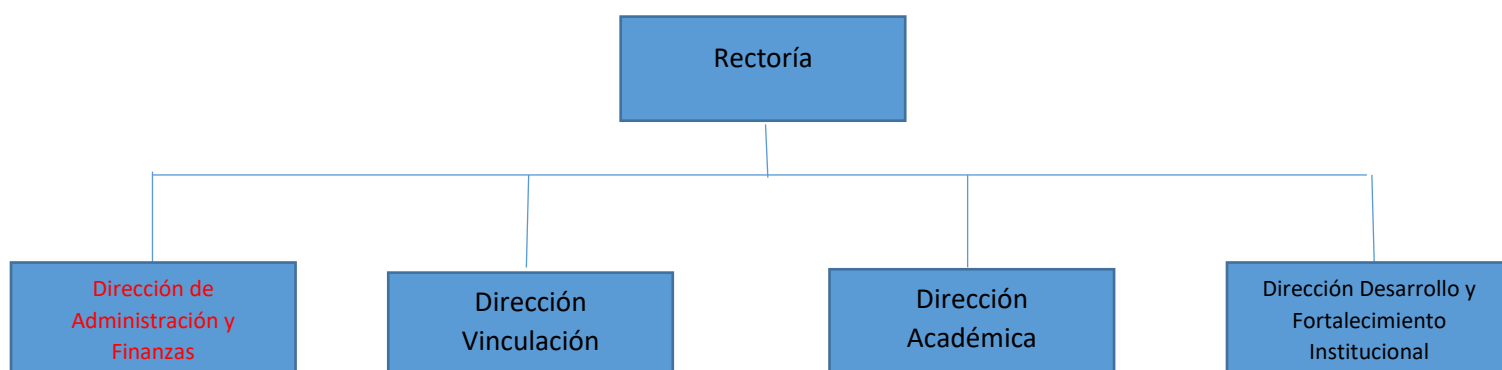 Rectoría
Dirección de
Administración y
Finanzas
Dirección
Vinculación
Dirección
Académica
Dirección Desarrollo y
Fortalecimiento
Institucional